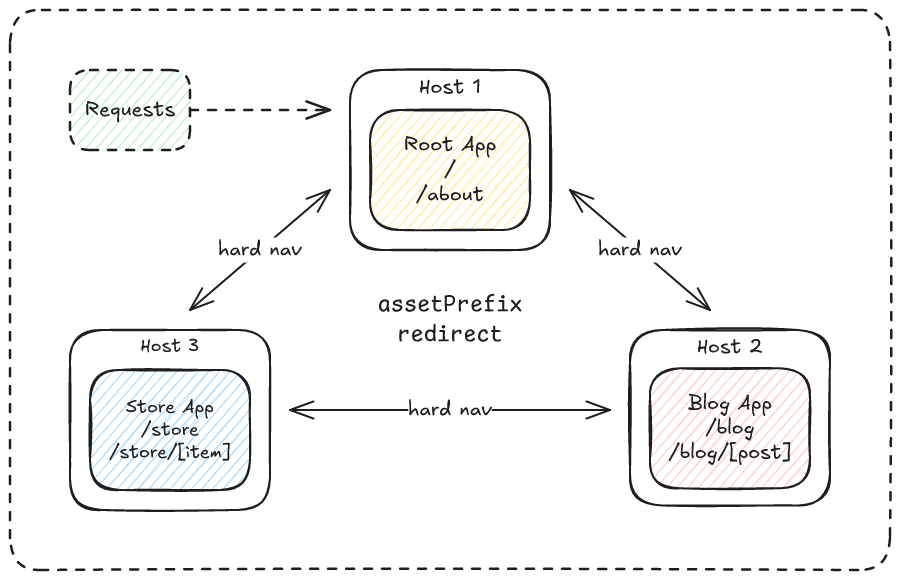 Host 1
Requests
Root App
/
/about
hard nav
hard nav
assetPrefix
redirect
Host 3
Store App
/store
/store/[item]
hard nav
Host 2
Blog App
/blog
/blog/[post]